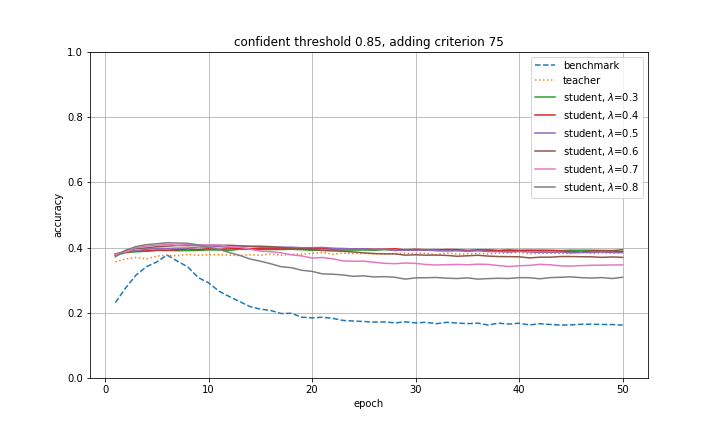 confident threshold 0.85, adding criterion 75
1.0
0.8
0.6
0.4
0.2
0.0
accuracy
0
10
20
30
40
50
epoch
benchmark
teacher
student, λ=0.3
student, λ=0.4
student, λ=0.5
student, λ=0.6
student, λ=0.7
student, λ=0.8